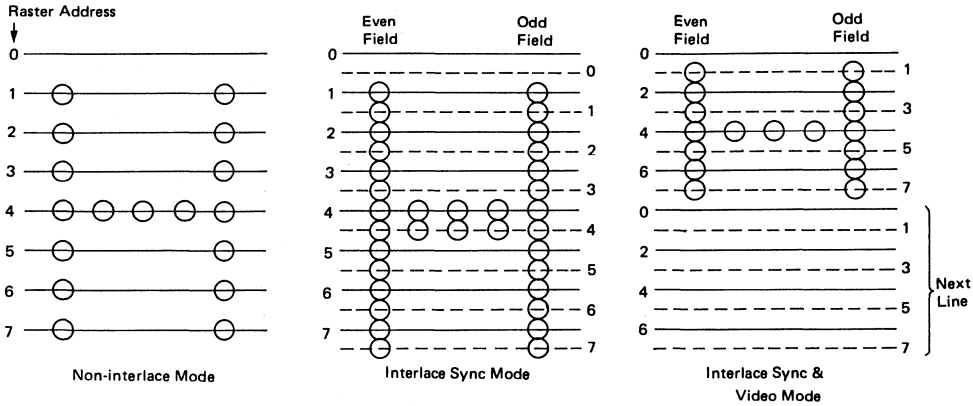 Raster Address
0
1
2
3
4
5
6
7
Non-interlace Mode
Even
Field
Odd
Field
0
0
1
1
2
2
3
3
4
4
5
5
6
6
7
7
Interlace Sync Mode
Even
Field
Odd
Field
0
1
2
3
4
5
6
7
0
1
2
3
4
5
6
7
Next
Line
Interlace Sync &
Video Mode